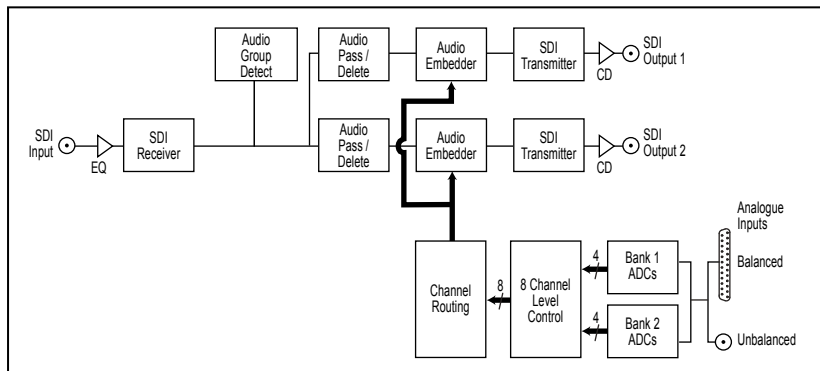 Audio
Group
Detect
Audio
Pass /
Delete
Audio
Embedder
SDI
Transmitter
CD
SDI
Output 1
SDI
Input
EQ
SDI
Receiver
Audio
Pass /
Delete
Audio
Embedder
SDI
Transmitter
CD
SDI
Output 2
Channel
Routing
8
8 Channel
Level
Control
4
Bank 1
ADCs
4
Bank 2
ADCs
Analogue
Inputs
Balanced
Unbalanced